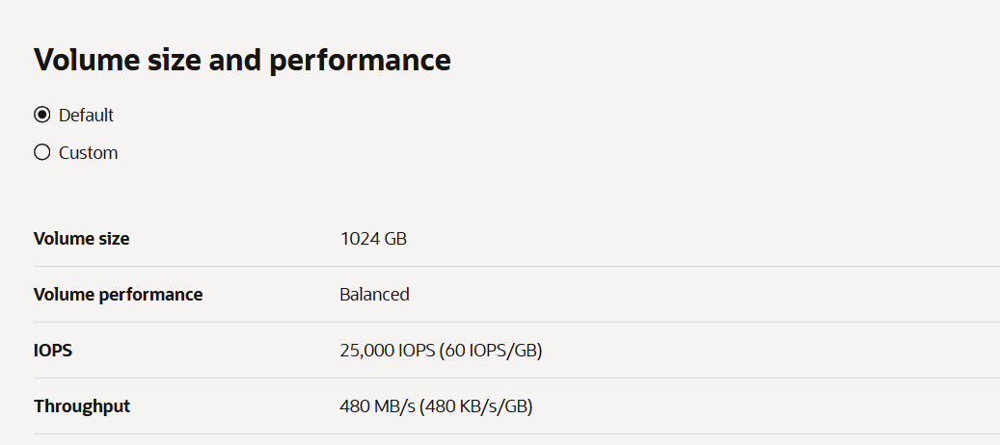 Volume size and performance
Default
Custom
Volume size 1024 GB
Volume performance Balanced
IOPS 25,000 IOPS (60 IOPS/GB)
Throughput 480 MB/s (480 KB/s/GB)